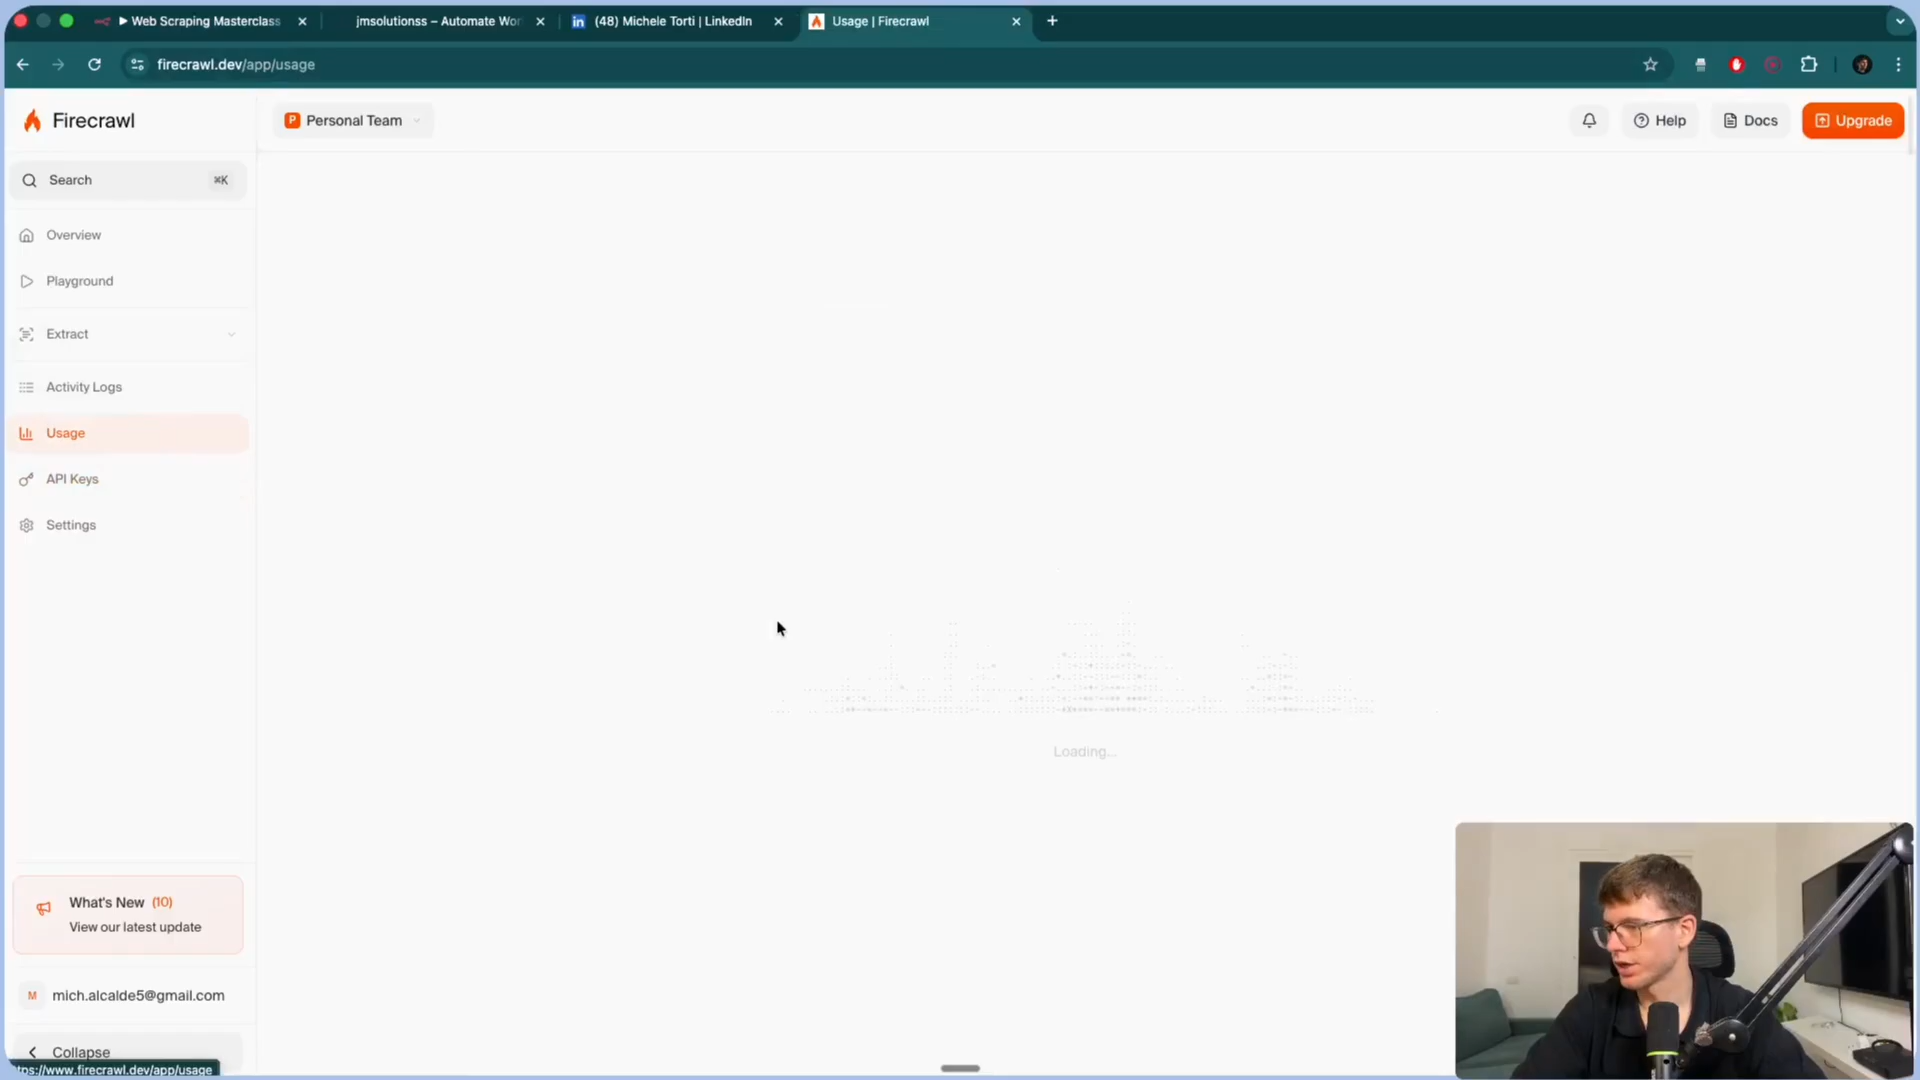 Web Scraping Masterclass
jmsolutionss – Automate Wor
in (48) Michele Torti | LinkedIn
Usage | Firecrawl
firecrawl.dev/app/usage
Firecrawl
P Personal Team
Help
Docs
Upgrade
Search ⌘K
Overview
Playground
Extract
Activity Logs
Usage
API Keys
Settings
Loading...
What's New (10)
View our latest update
M mich.alcalde5@gmail.com
Collapse
tps://www.firecrawl.dev/app/usage